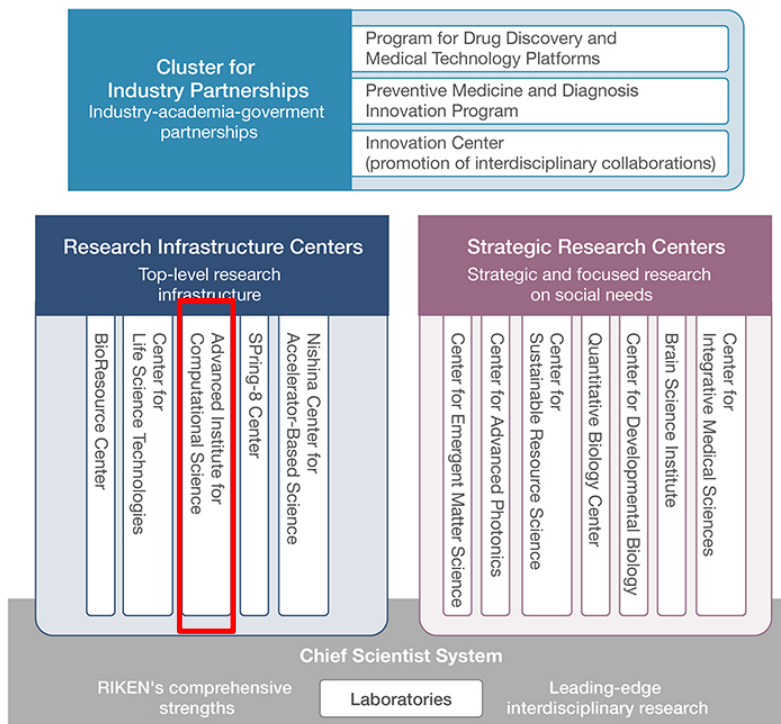 Cluster for
Industry Partnerships
Industry-academia-goverment
partnerships
Program for Drug Discovery and
Medical Technology Platforms
Preventive Medicine and Diagnosis
Innovation Program
Innovation Center
(promotion of interdisciplinary collaborations)
Research Infrastructure Centers
Top-level research
infrastructure
BioResource Center
Center for
Life Science Technologies
Advanced Institute for
Computational Science
SPring-8 Center
Nishina Center for
Accelerator-Based Science
Strategic Research Centers
Strategic and focused research
on social needs
Center for Emergent Matter Science
Center for Advanced Photonics
Center for
Sustainable Resource Science
Quantitative Biology Center
Center for Developmental Biology
Brain Science Institute
Center for
Integrative Medical Sciences
Chief Scientist System
RIKEN's comprehensive
strengths
Laboratories
Leading-edge
interdisciplinary research